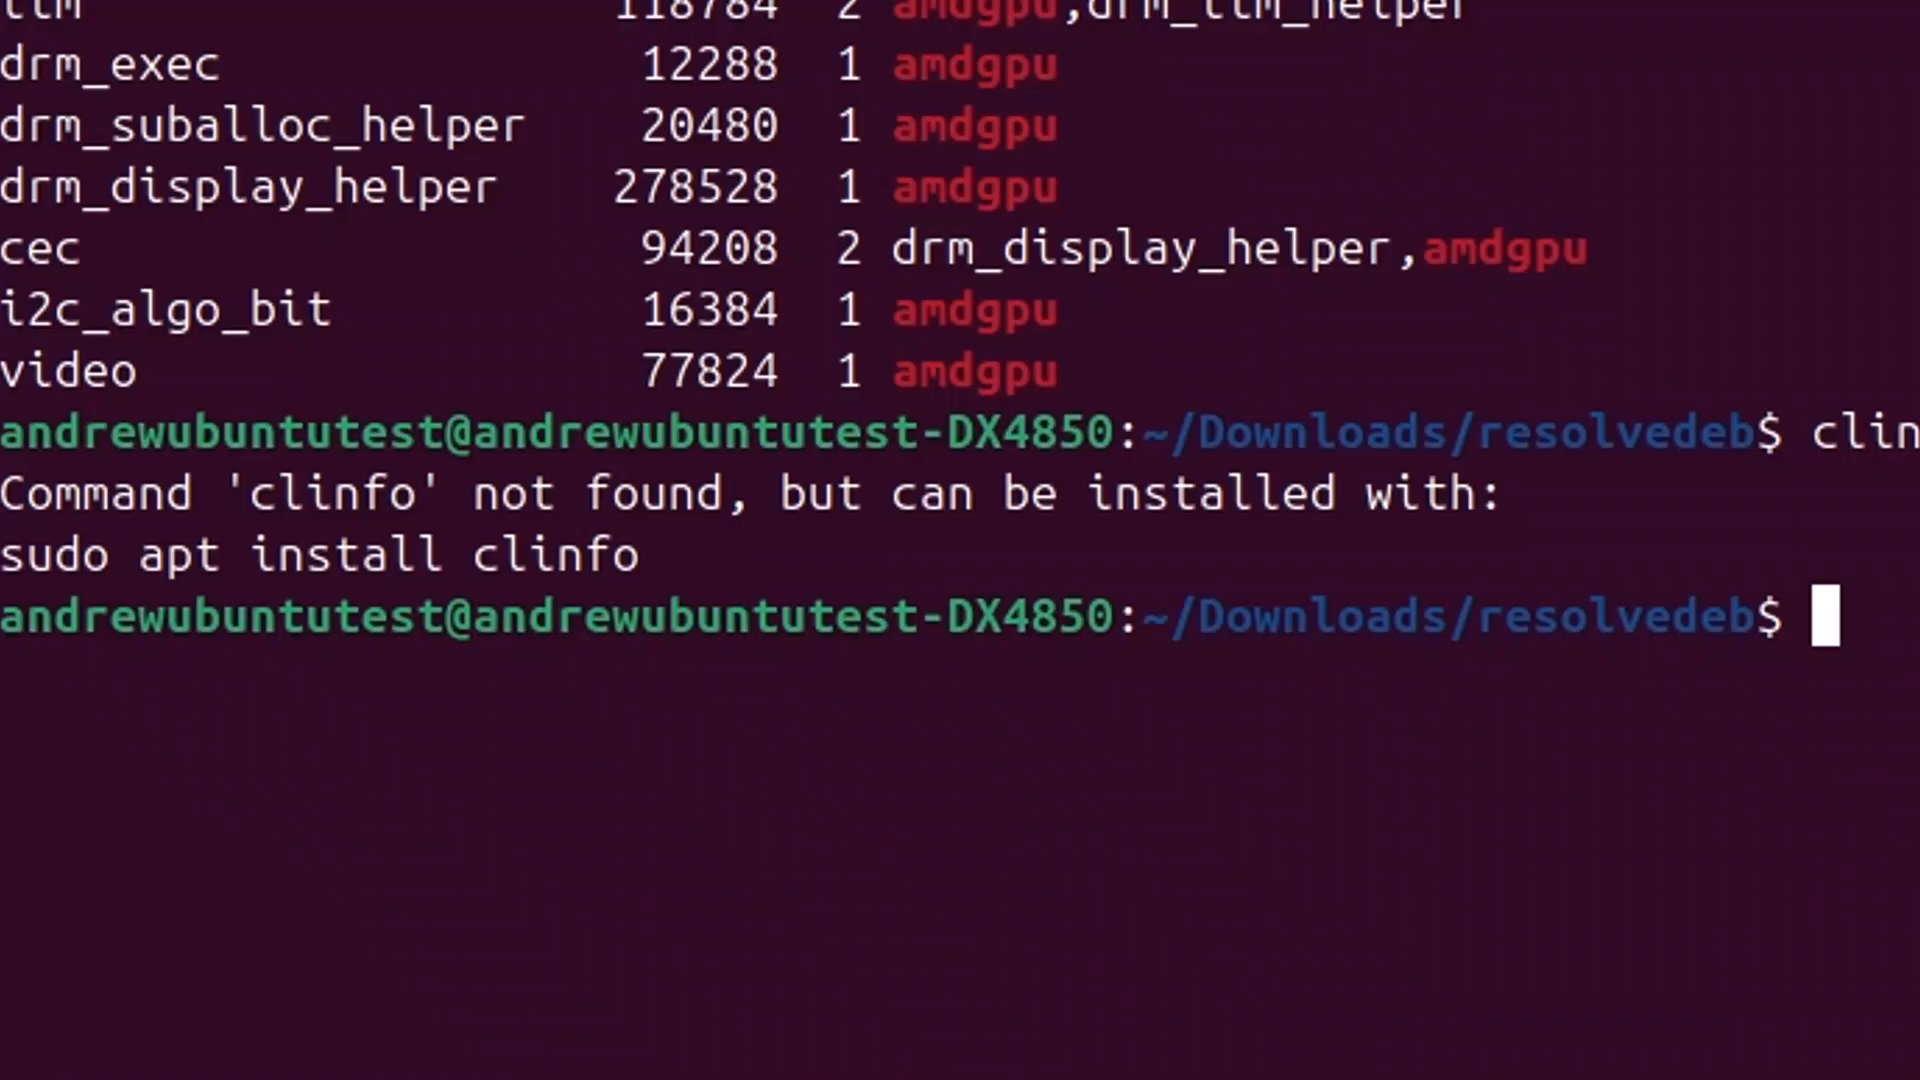 ttm 118784 2 amdgpu,drm_ttm_helper
drm_exec 12288 1 amdgpu
drm_suballoc_helper 20480 1 amdgpu
drm_display_helper 278528 1 amdgpu
cec 94208 2 drm_display_helper,amdgpu
i2c_algo_bit 16384 1 amdgpu
video 77824 1 amdgpu
andrewubuntutest@andrewubuntutest-DX4850:~/Downloads/resolvedeb$ clin
Command 'clinfo' not found, but can be installed with:
sudo apt install clinfo
andrewubuntutest@andrewubuntutest-DX4850:~/Downloads/resolvedeb$